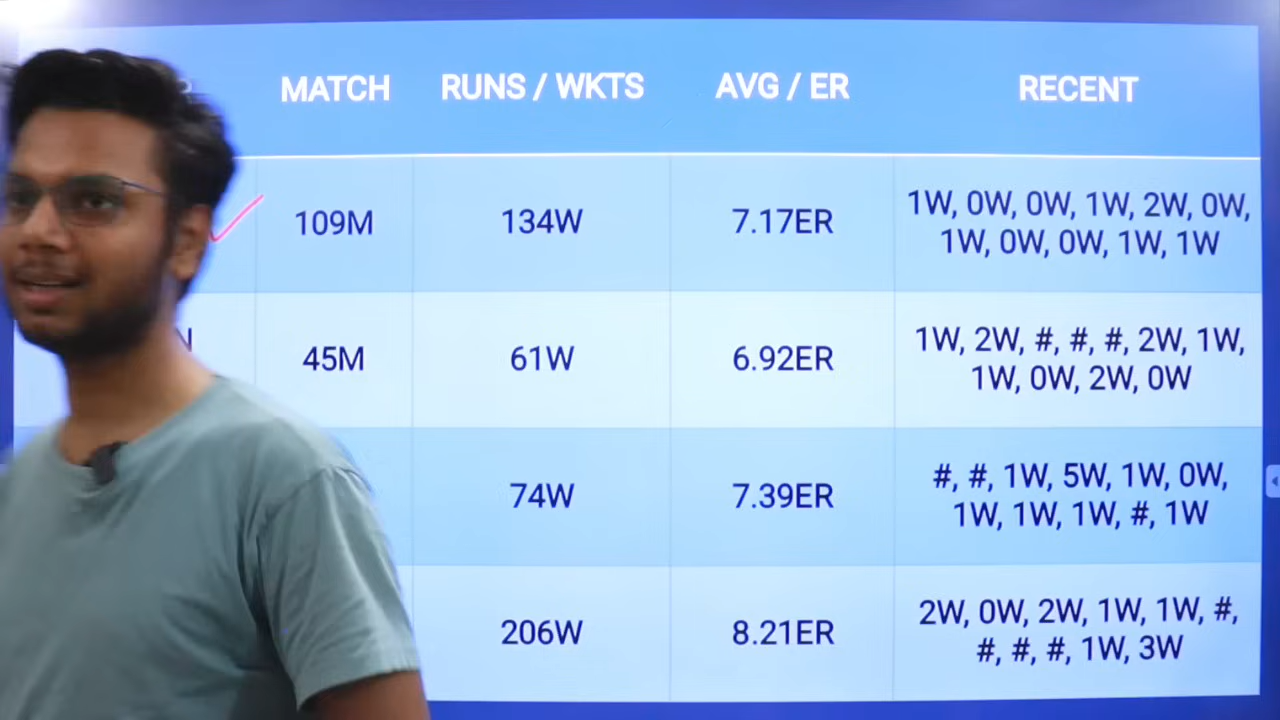 MATCH RUNS / WKTS AVG / ER RECENT
109M 134W 7.17ER 1W, 0W, 0W, 1W, 2W, 0W,
1W, 0W, 0W, 1W, 1W
45M 61W 6.92ER 1W, 2W, #, #, #, 2W, 1W,
1W, 0W, 2W, 0W
74W 7.39ER #, #, 1W, 5W, 1W, 0W,
1W, 1W, 1W, #, 1W
206W 8.21ER 2W, 0W, 2W, 1W, 1W, #,
#, #, #, 1W, 3W